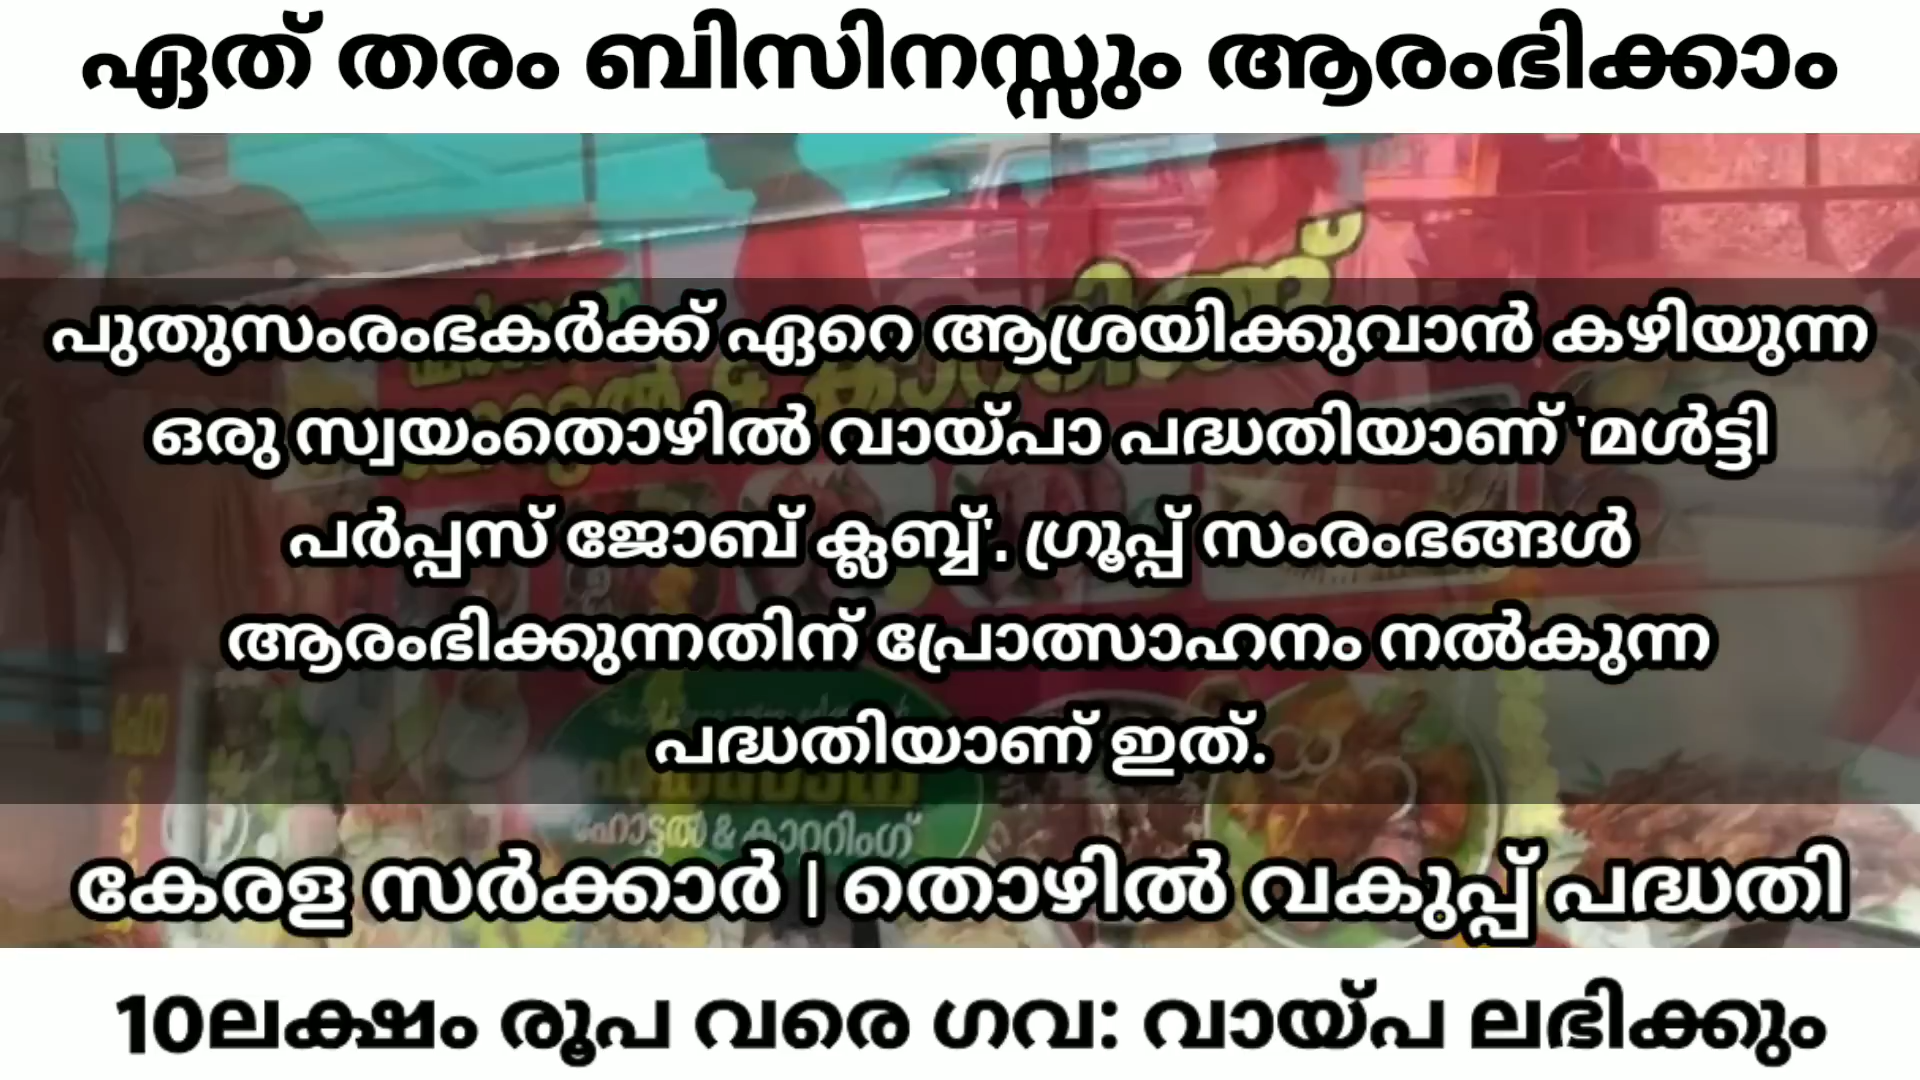 ഏത് തരം ബിസിനസ്സും ആരംഭിക്കാം
പുതുസംരംഭകർക്ക് ഏറെ ആശ്രയിക്കുവാൻ കഴിയുന്ന
ഒരു സ്വയംതൊഴിൽ വായ്പാ പദ്ധതിയാണ് 'മൾട്ടി
പർപ്പസ് ജോബ് ക്ലബ്ബ്'. ഗ്രൂപ്പ് സംരംഭങ്ങൾ
ആരംഭിക്കുന്നതിന് പ്രോത്സാഹനം നൽകുന്ന
പദ്ധതിയാണ് ഇത്.
ഹോട്ടൽ & കാറ്ററിംഗ്
കേരള സർക്കാർ | തൊഴിൽ വകുപ്പ് പദ്ധതി
10ലക്ഷം രൂപ വരെ ഗവ: വായ്പ ലഭിക്കും